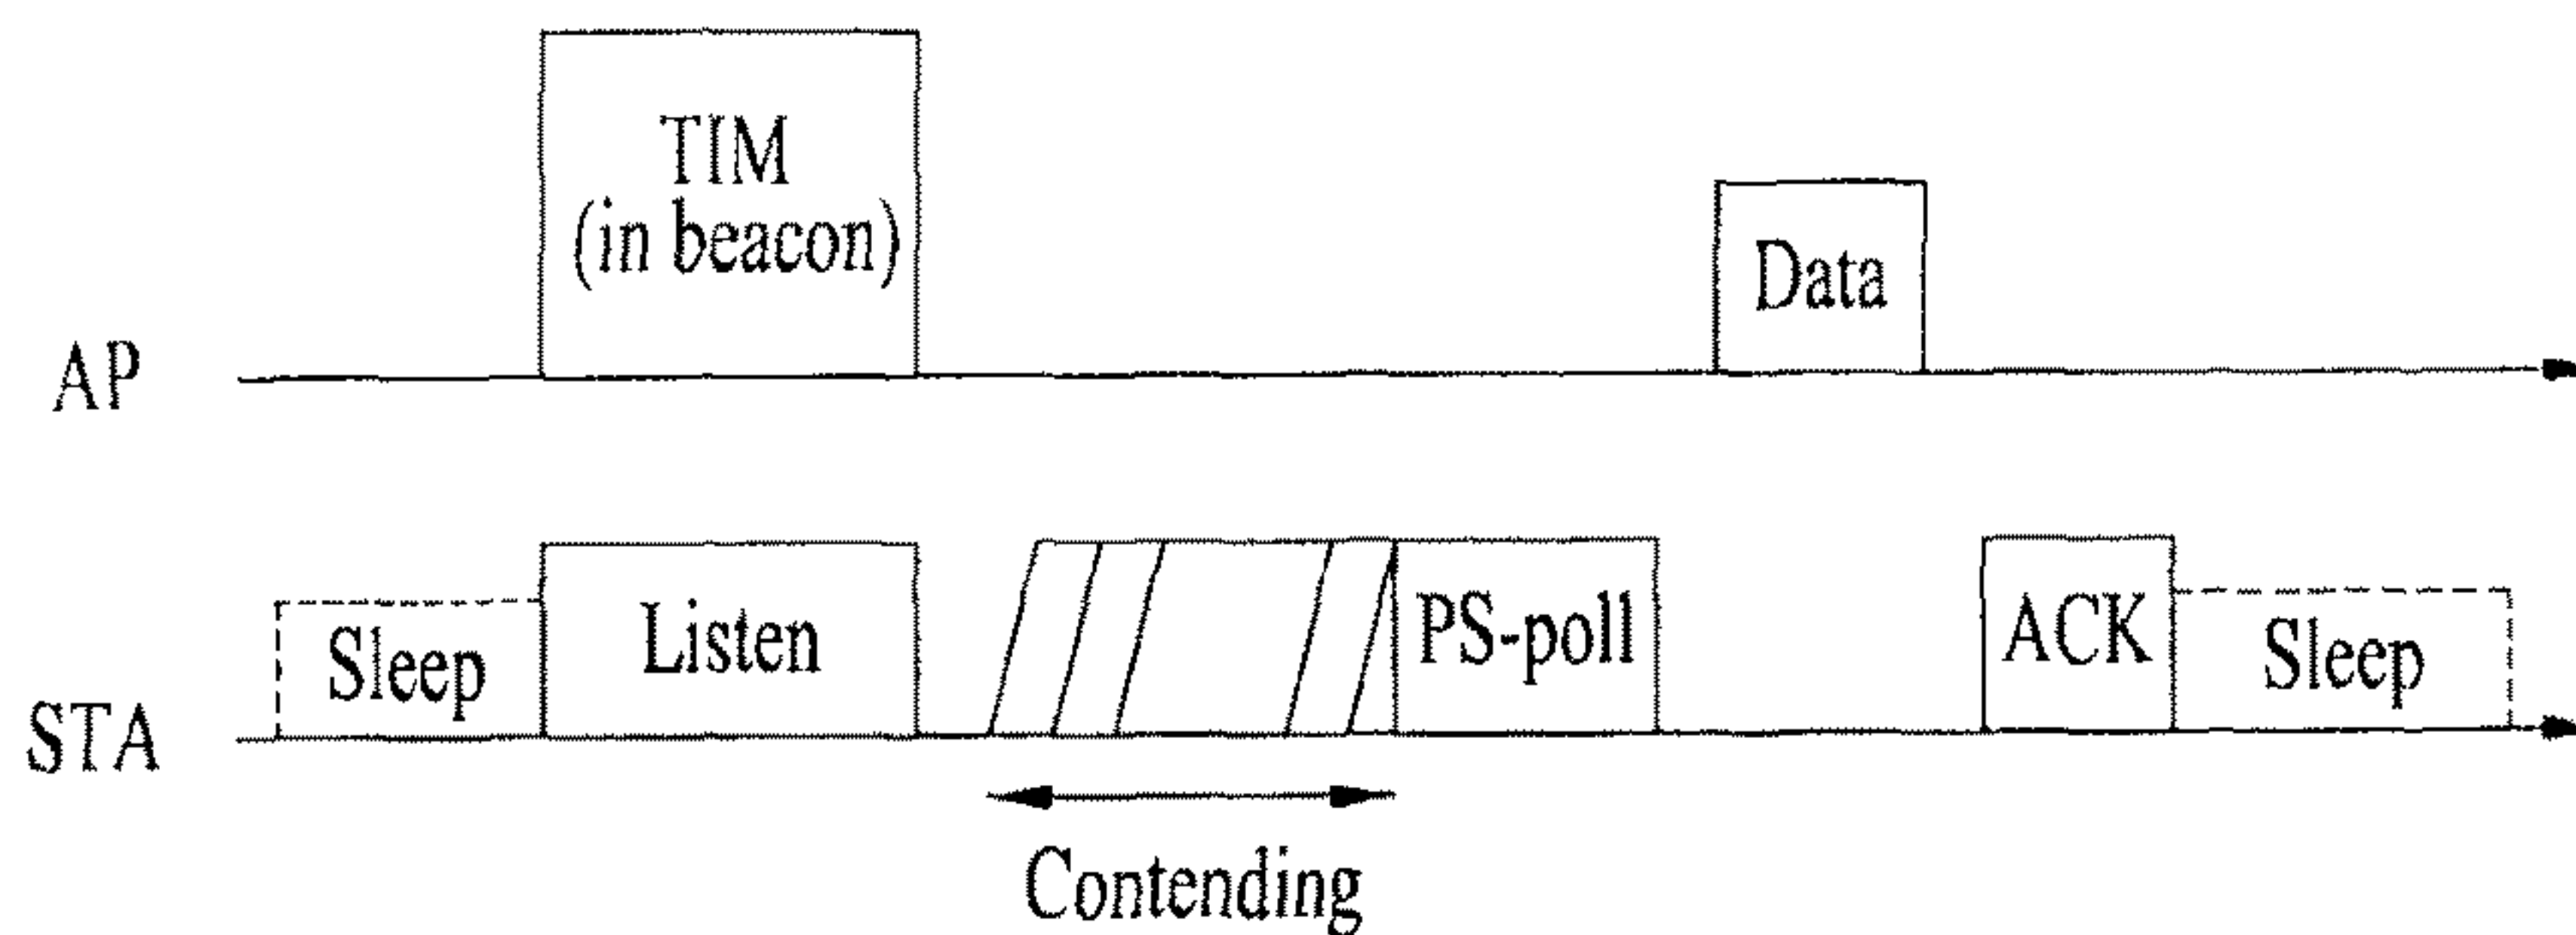 TIM
(in beacon)
Data
AP
Sleep
Listen
PS-poll
ACK
Sleep
STA
Contending